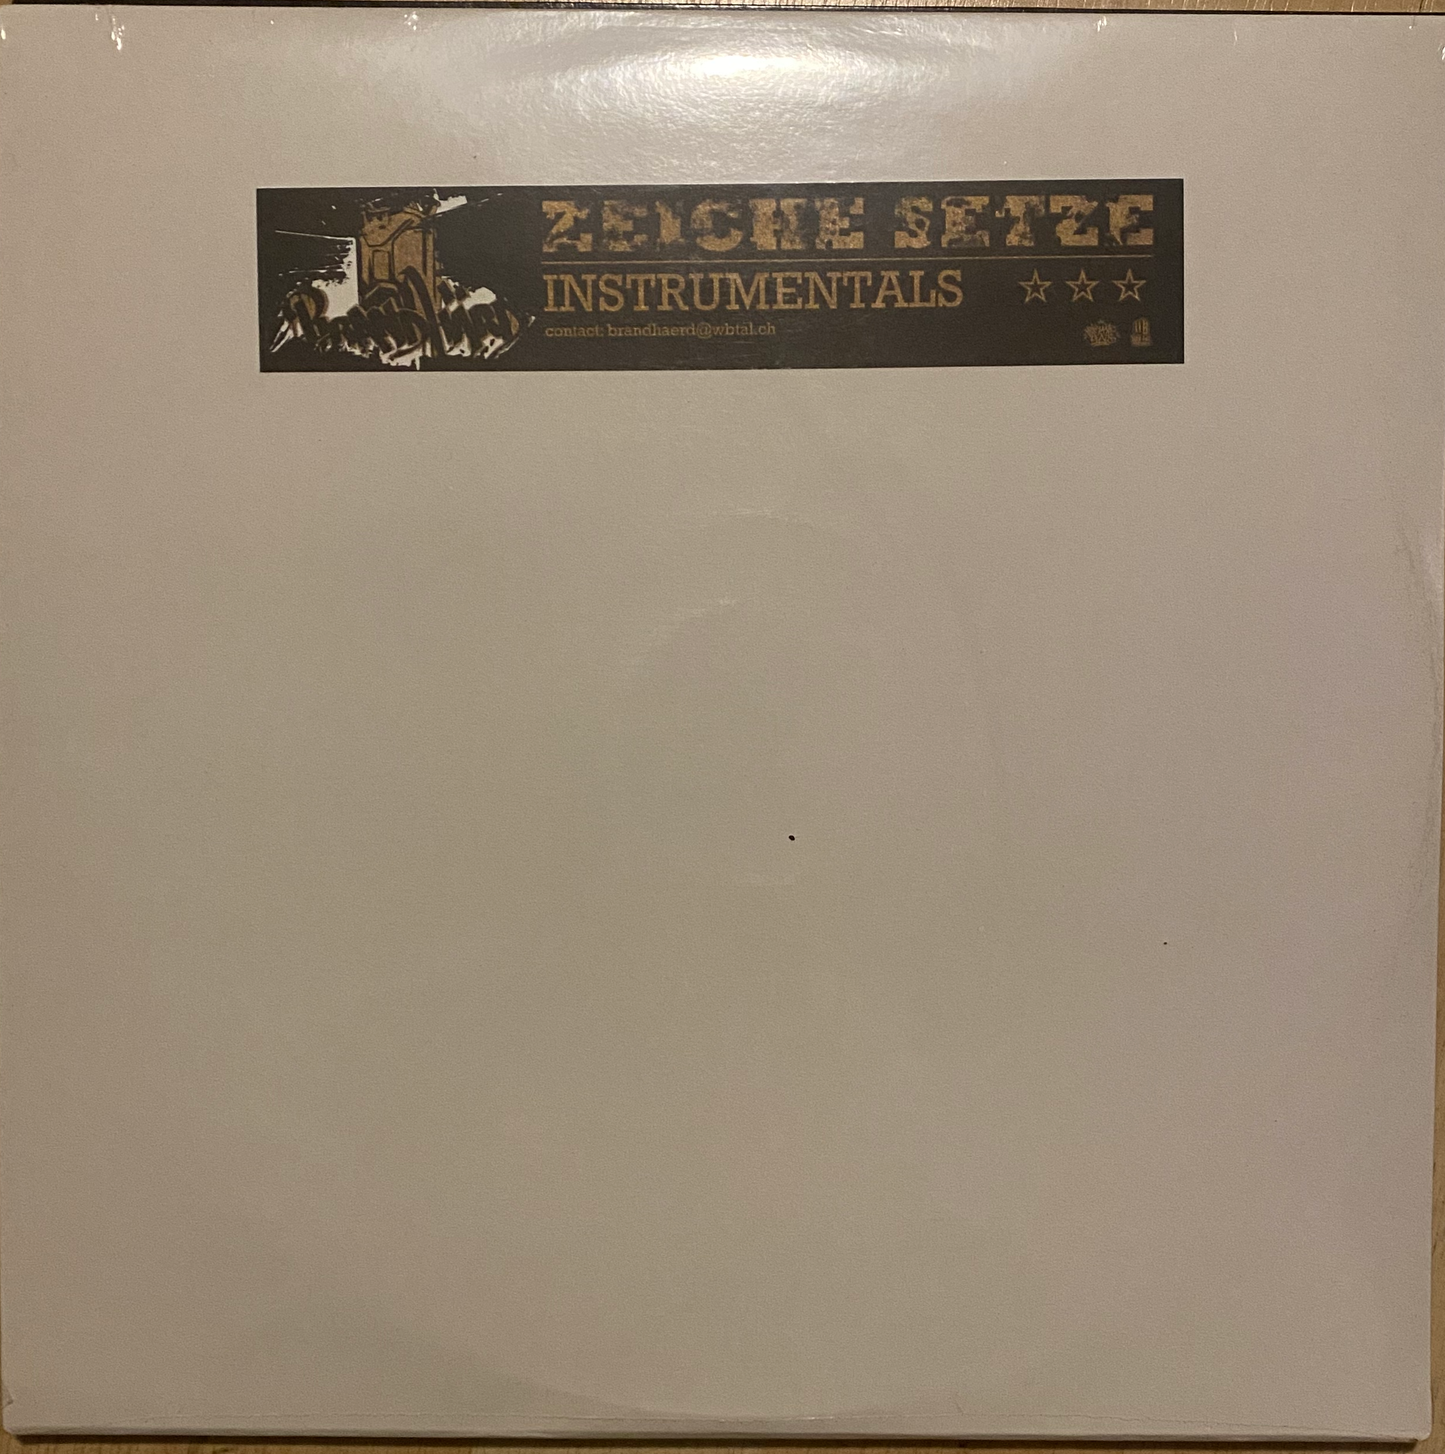 ZEICHE SETZE
INSTRUMENTALS
contact: brandhaerd@wbtal.ch